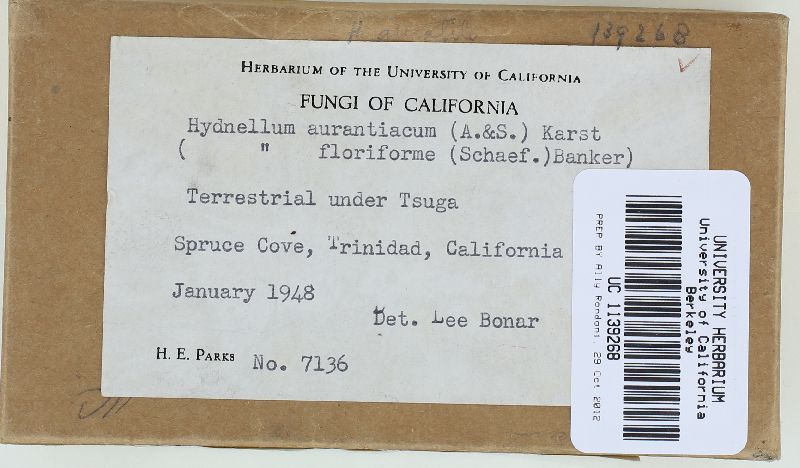 139268
HERBARIUM OF THE UNIVERSITY OF CALIFORNIA
FUNGI OF CALIFORNIA
Hydnellum aurantiacum (A.&S.) Karst
( " floriforme (Schaef.)Banker)
Terrestrial under Tsuga
Spruce Cove, Trinidad, California
January 1948
Det. Lee Bonar
H. E. PARKS No. 7136
UNIVERSITY HERBARIUM
University of California
Berkeley
UC 1139268
PREP BY Ally Rondoni, 29 Oct 2012